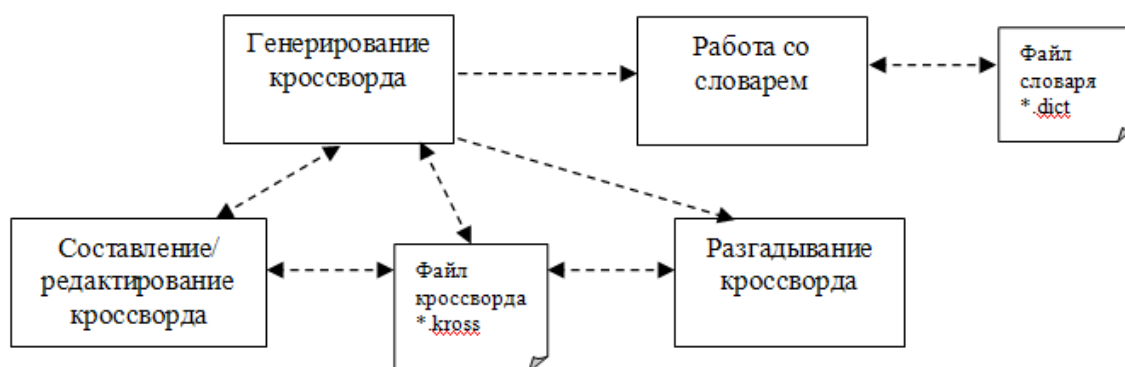 Генерирование
кроссворда
Работа со
словарем
Файл
словаря
*.dict
Составление/
редактирование
кроссворда
Файл
кроссворда
*.kross
Разгадывание
кроссворда